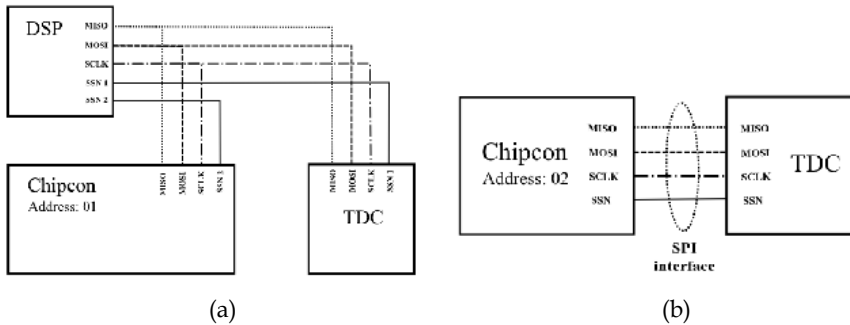 DSP
MISO
MOSI
SCLK
SSN 1
SSN 2
Chipcon
Address: 01
MISO
MOSI
SCLK
SSN 2
MISO
MOSI
SCLK
SSN 1
TDC
(a)
Chipcon
Address: 02
MISO
MOSI
SCLK
SSN
MISO
MOSI
SCLK
SSN
TDC
SPI
interface
(b)